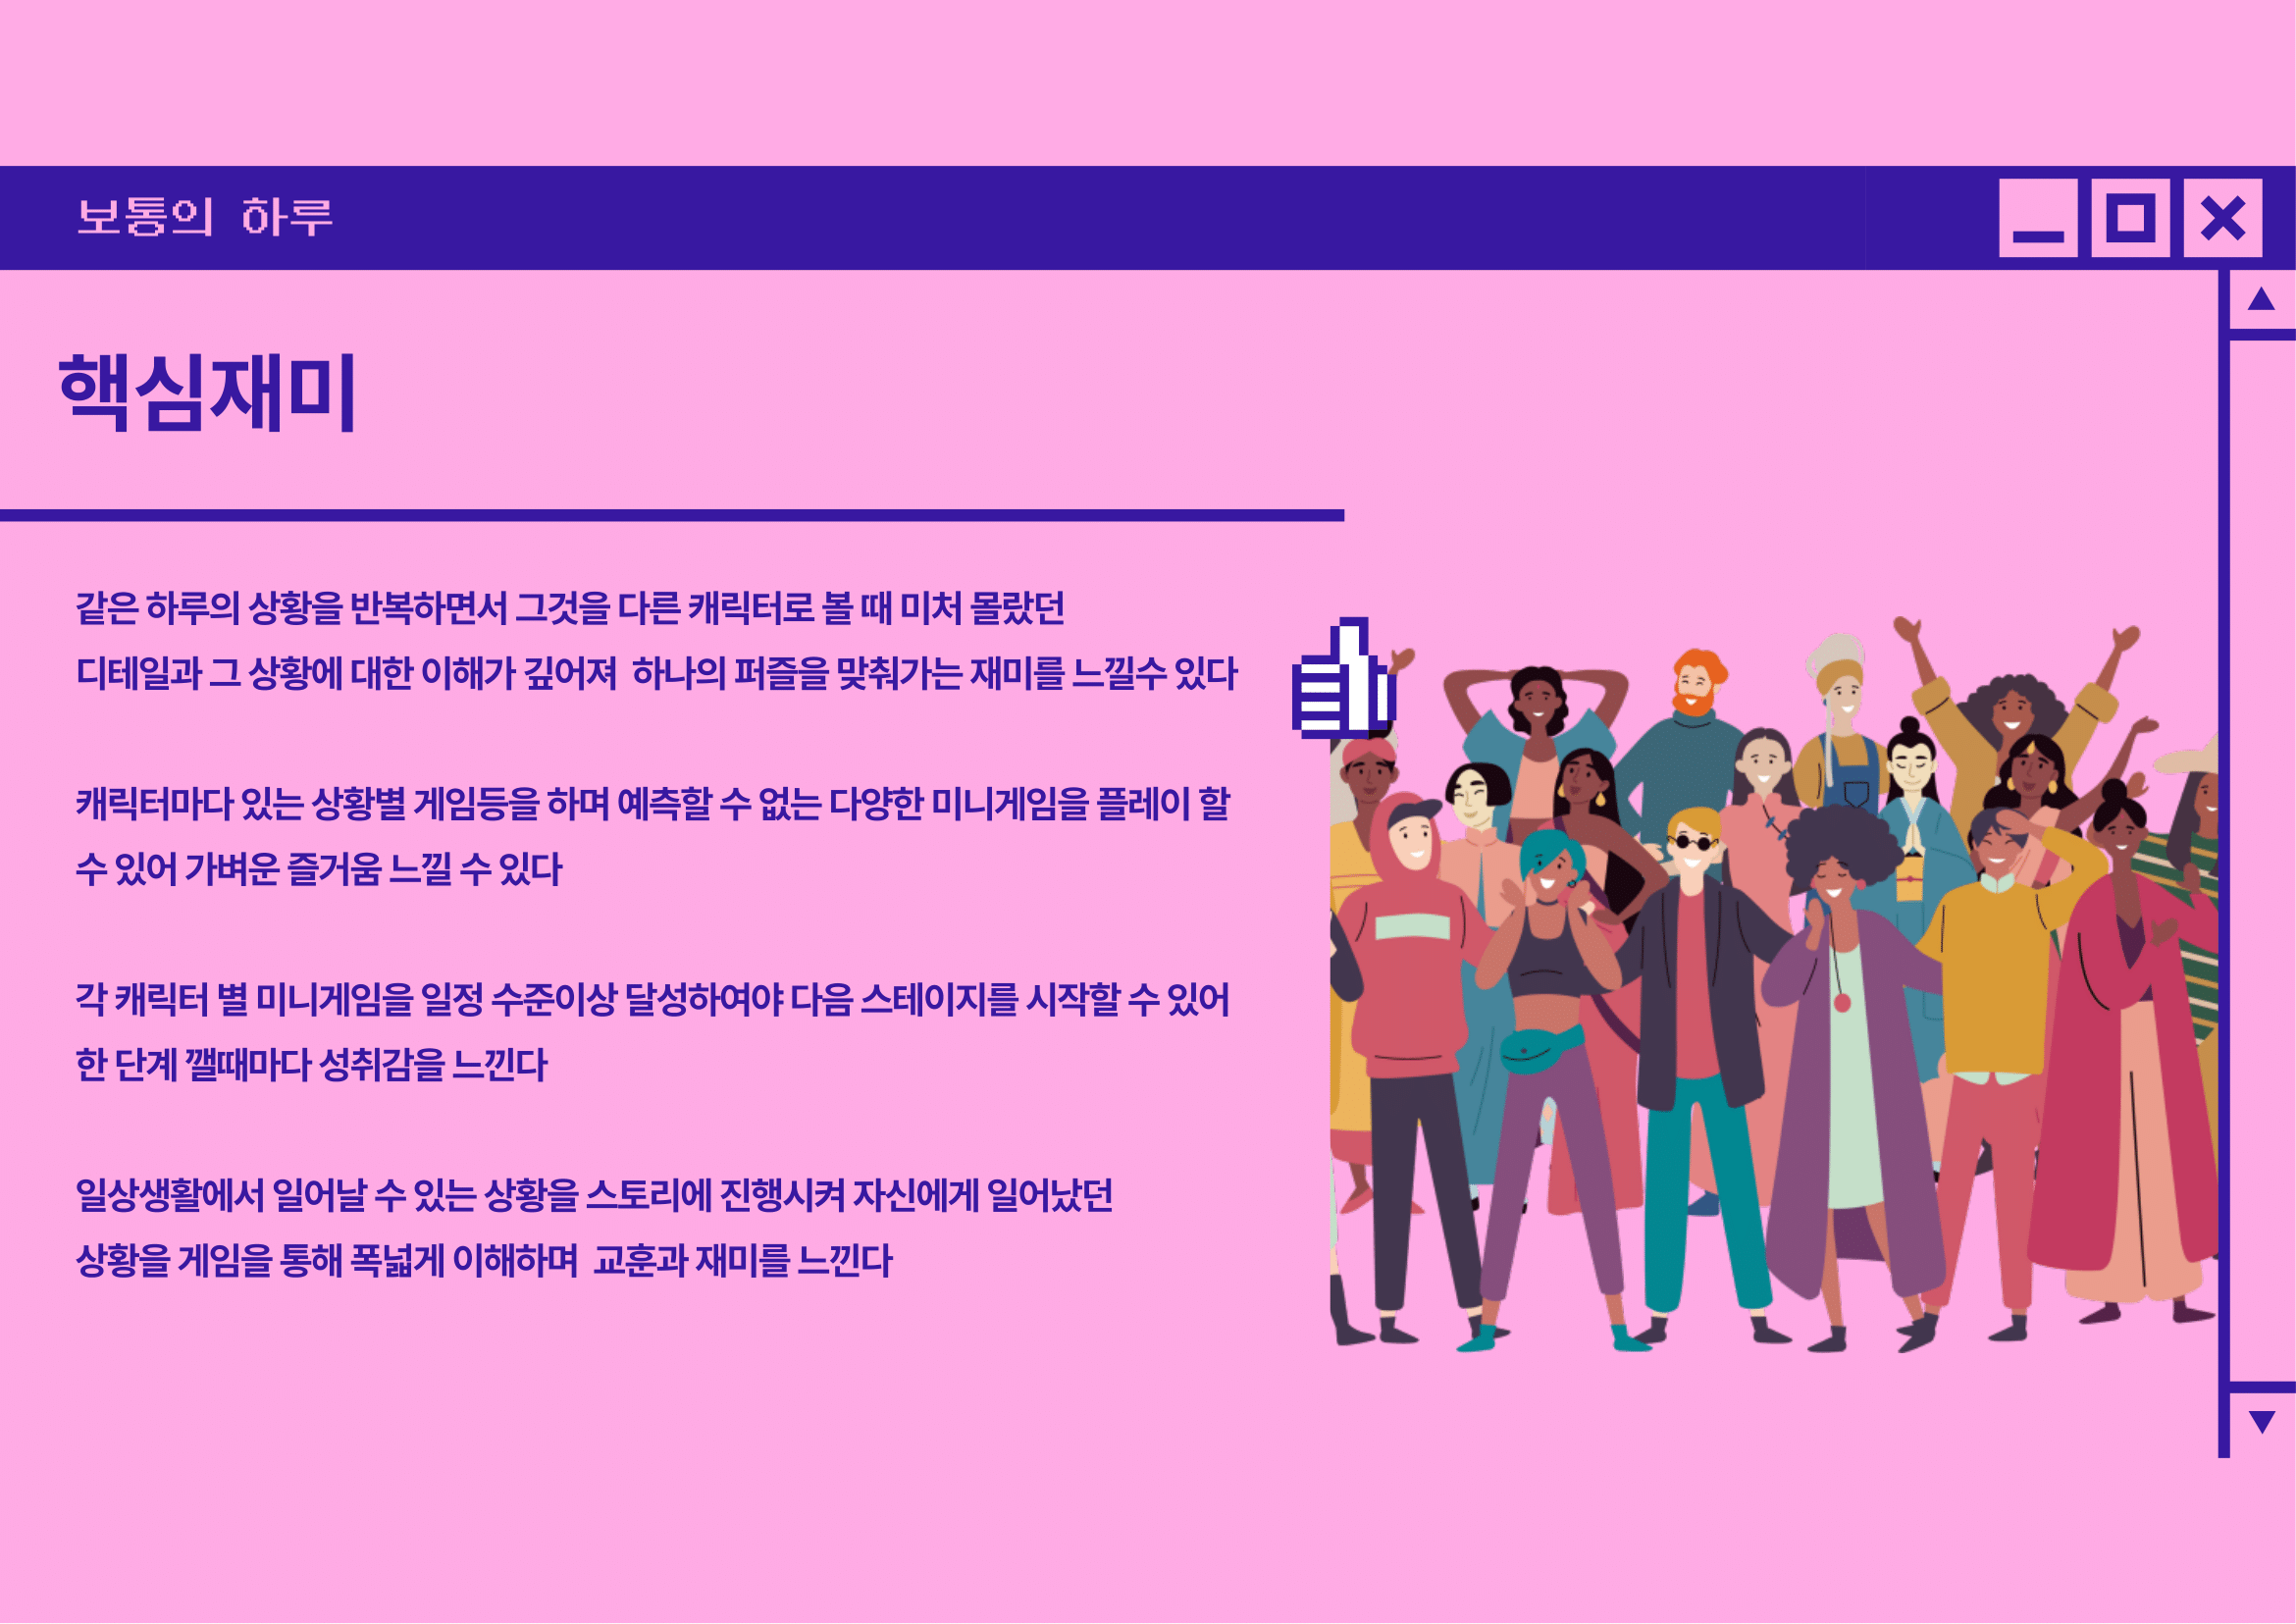 보통의 하루
핵심재미
같은 하루의 상황을 반복하면서 그것을 다른 캐릭터로 볼 때 미처 몰랐던
디테일과 그 상황에 대한 이해가 깊어져 하나의 퍼즐을 맞춰가는 재미를 느낄수 있다
캐릭터마다 있는 상황별 게임등을 하며 예측할 수 없는 다양한 미니게임을 플레이 할
수 있어 가벼운 즐거움 느낄 수 있다
각 캐릭터 별 미니게임을 일정 수준이상 달성하여야 다음 스테이지를 시작할 수 있어
한 단계 깰때마다 성취감을 느낀다
일상생활에서 일어날 수 있는 상황을 스토리에 진행시켜 자신에게 일어났던
상황을 게임을 통해 폭넓게 이해하며 교훈과 재미를 느낀다